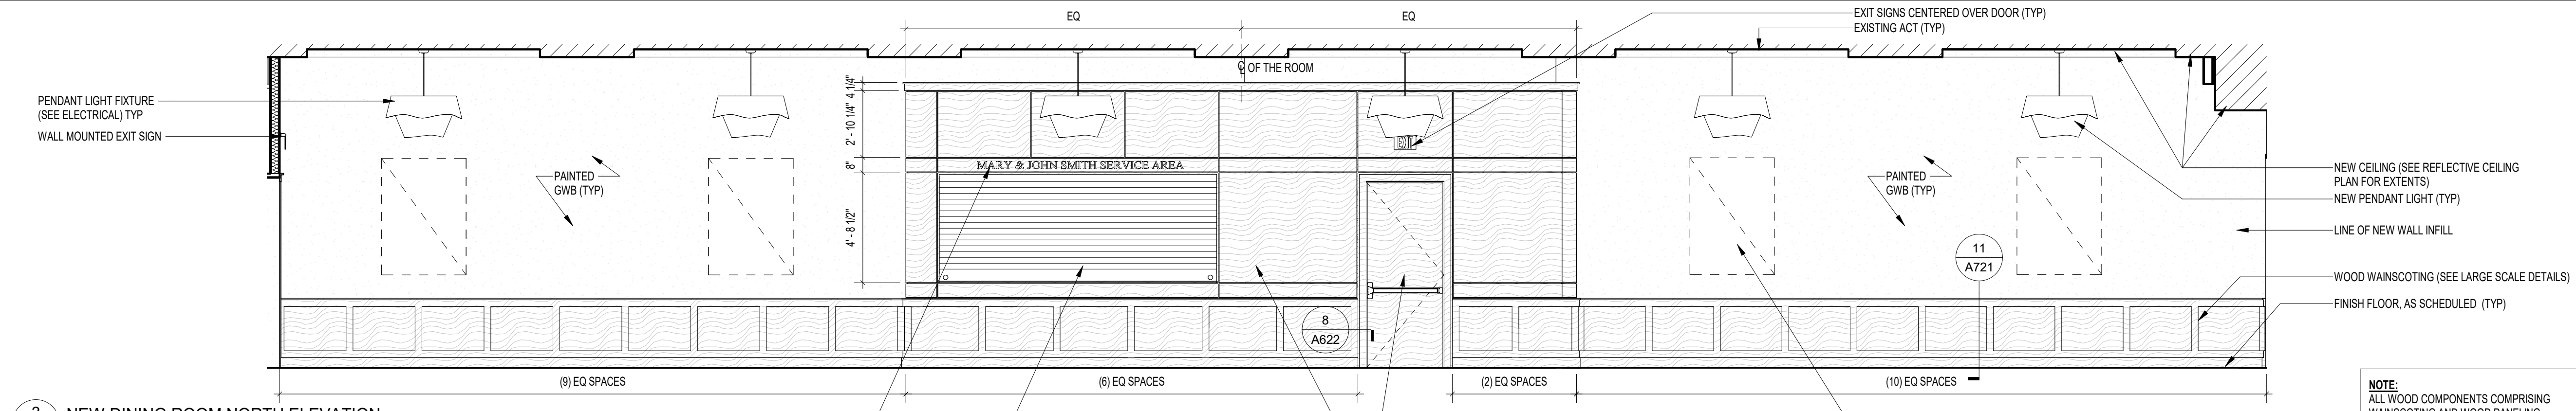 EQ
EQ
EXIT SIGNS CENTERED OVER DOOR (TYP)
EXISTING ACT (TYP)
℄ OF THE ROOM
PENDANT LIGHT FIXTURE
(SEE ELECTRICAL) TYP
WALL MOUNTED EXIT SIGN
4 1/4"
2' - 10 1/4"
8"
4' - 8 1/2"
EXIT
MARY & JOHN SMITH SERVICE AREA
PAINTED
GWB (TYP)
PAINTED
GWB (TYP)
NEW CEILING (SEE REFLECTIVE CEILING
PLAN FOR EXTENTS)
NEW PENDANT LIGHT (TYP)
LINE OF NEW WALL INFILL
11
A721
WOOD WAINSCOTING (SEE LARGE SCALE DETAILS)
FINISH FLOOR, AS SCHEDULED (TYP)
8
A622
(9) EQ SPACES
(6) EQ SPACES
(2) EQ SPACES
(10) EQ SPACES
NOTE:
ALL WOOD COMPONENTS COMPRISING
WAINSCOTING AND WOOD PANELING
NEW DINING ROOM NORTH ELEVATION